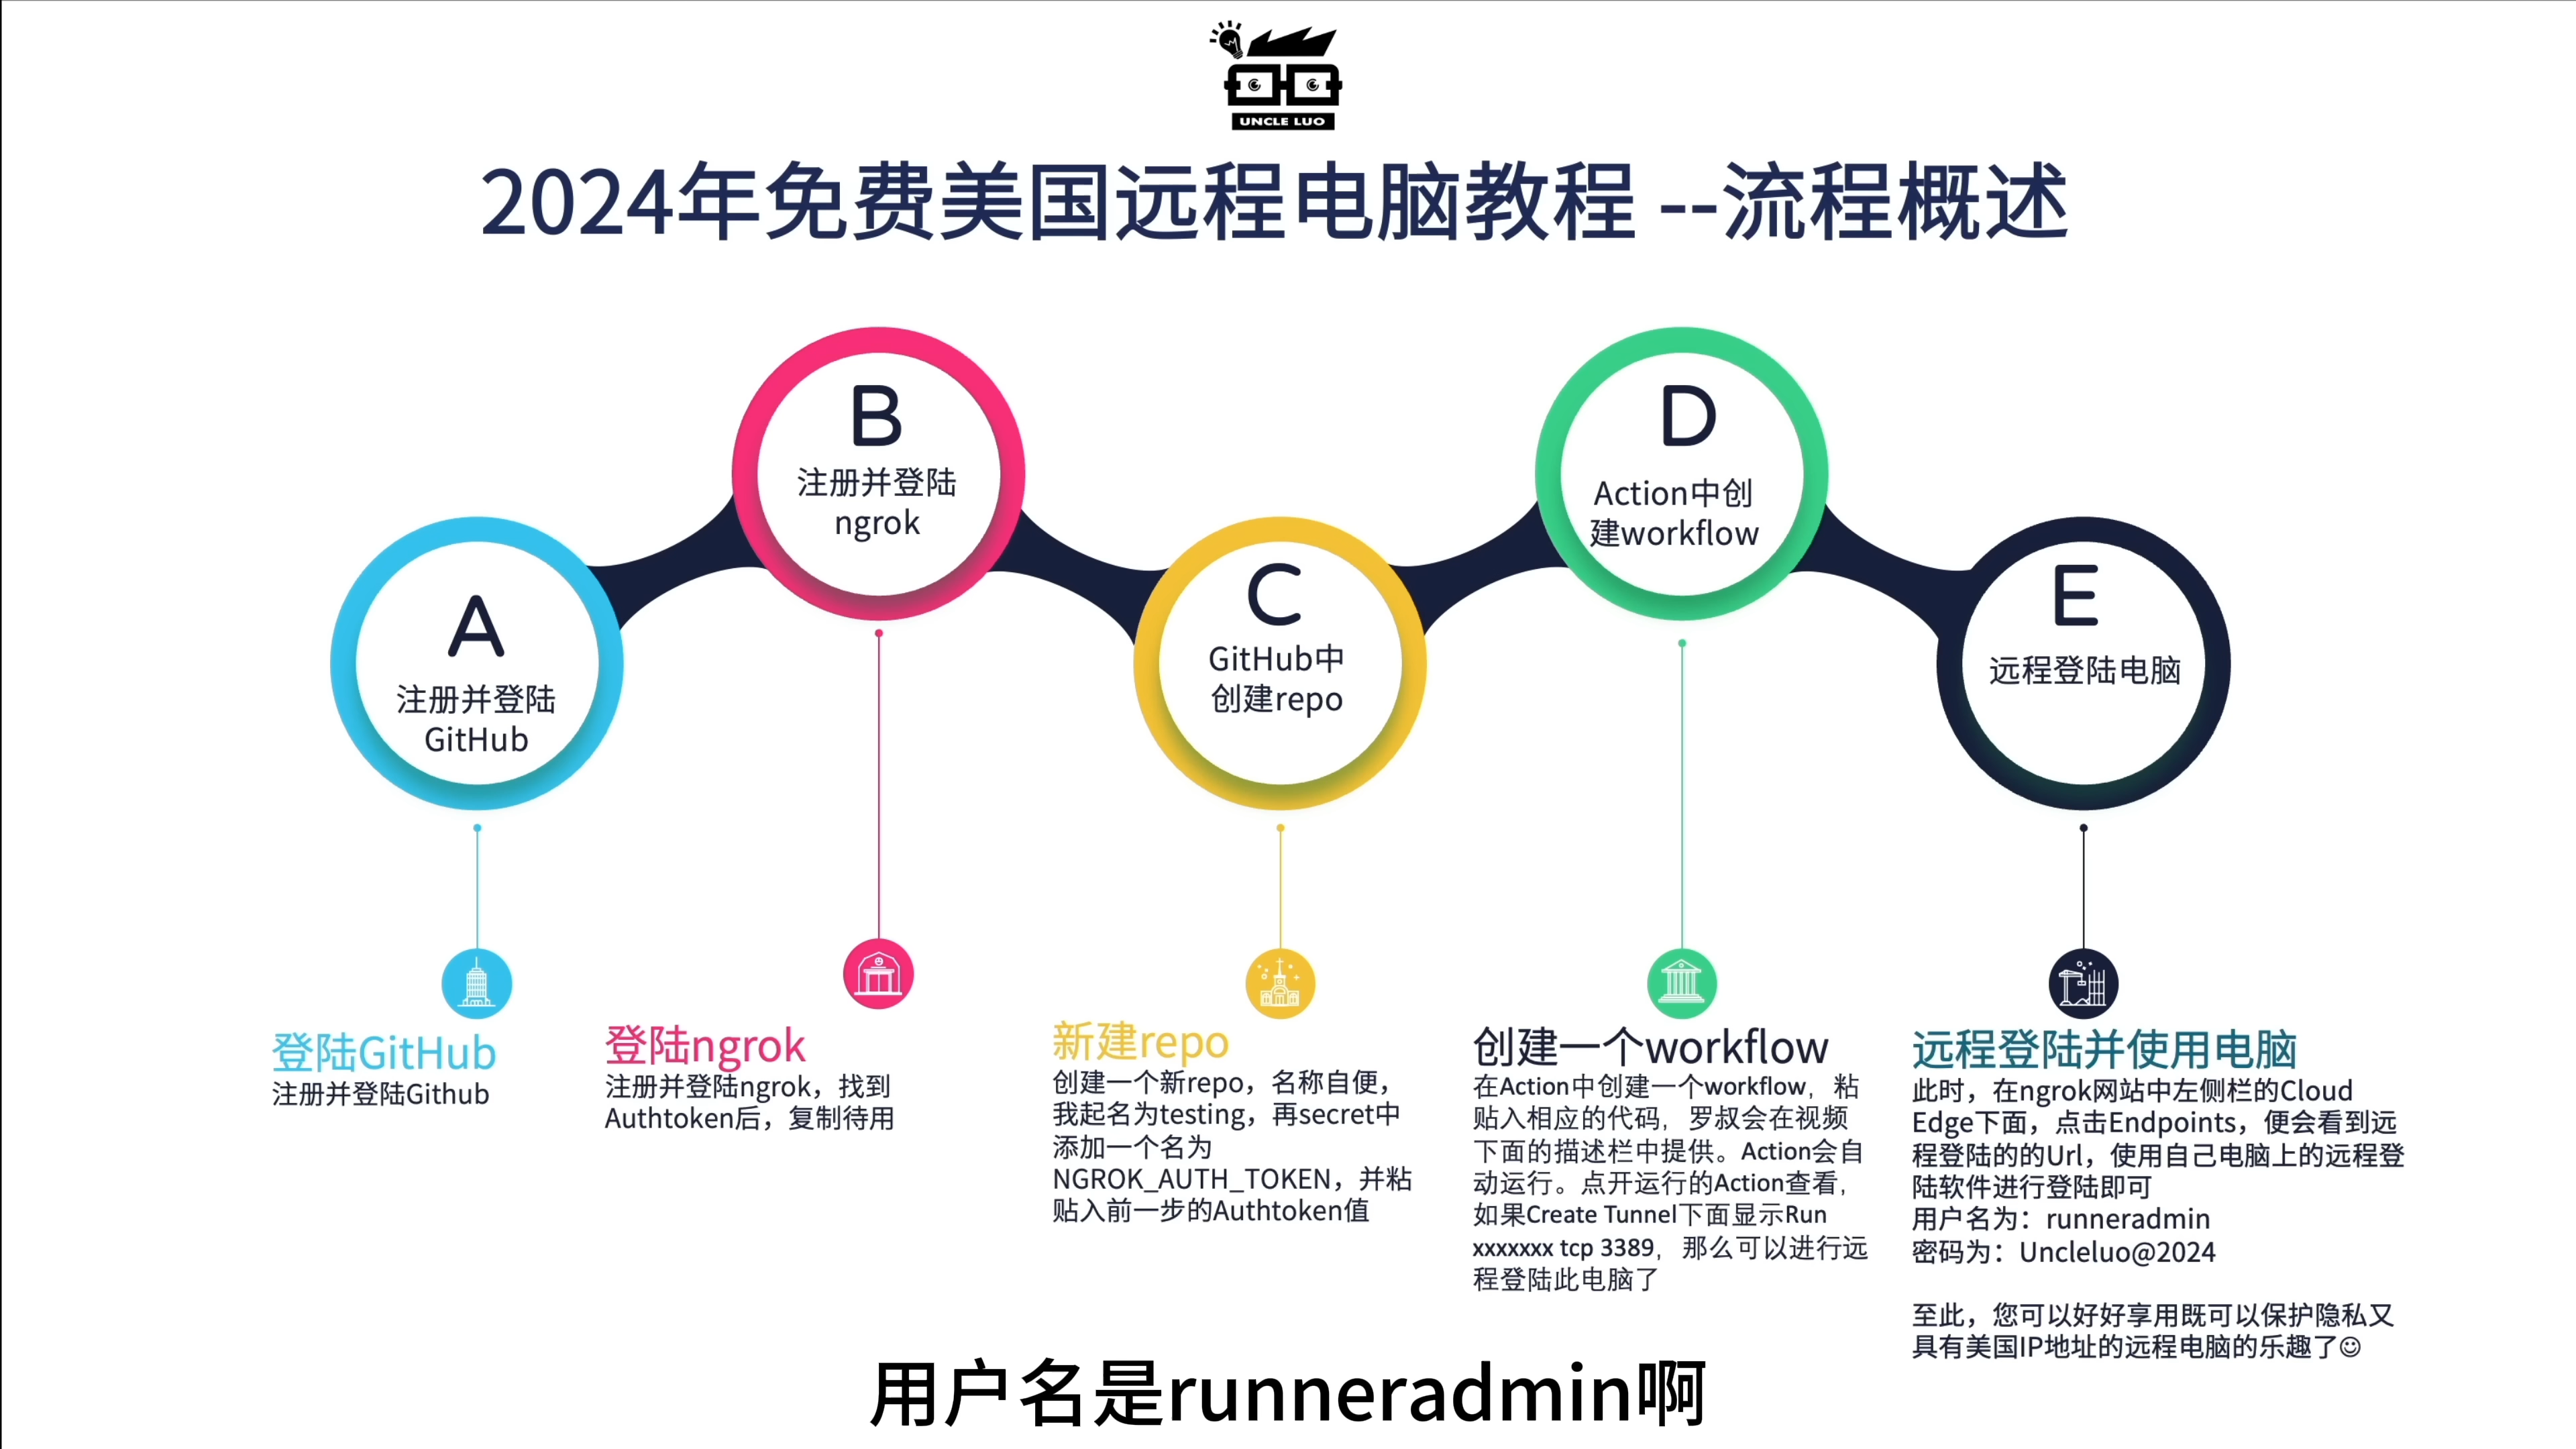 UNCLE LUO
2024年免费美国远程电脑教程 --流程概述
A
注册并登陆
GitHub
B
注册并登陆
ngrok
C
GitHub中
创建repo
D
Action中创
建workflow
E
远程登陆电脑
登陆GitHub
注册并登陆Github
登陆ngrok
注册并登陆ngrok，找到
Authtoken后，复制待用
新建repo
创建一个新repo，名称自便，
我起名为testing，再secret中
添加一个名为
NGROK_AUTH_TOKEN，并粘
贴入前一步的Authtoken值
创建一个workflow
在Action中创建一个workflow，粘
贴入相应的代码，罗叔会在视频
下面的描述栏中提供。Action会自
动运行。点开运行的Action查看，
如果Create Tunnel下面显示Run
xxxxxxx tcp 3389，那么可以进行远
程登陆此电脑了
远程登陆并使用电脑
此时，在ngrok网站中左侧栏的Cloud
Edge下面，点击Endpoints，便会看到远
程登陆的的Url，使用自己电脑上的远程登
陆软件进行登陆即可
用户名为：runneradmin
密码为：Uncleluo@2024
至此，您可以好好享用既可以保护隐私又
具有美国IP地址的远程电脑的乐趣了☺
用户名是runneradmin啊